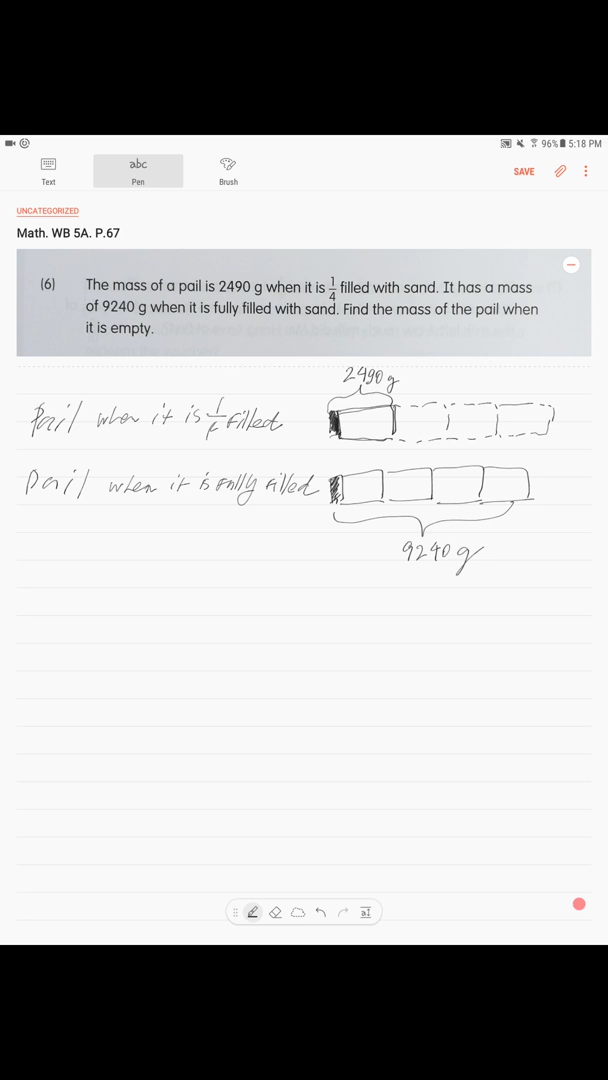 96% 5:18 PM
Text
abc
Pen
Brush
SAVE
UNCATEGORIZED
Math. WB 5A. P.67
(6) The mass of a pail is 2490 g when it is 1/4 filled with sand. It has a mass
of 9240 g when it is fully filled with sand. Find the mass of the pail when
it is empty.
2490g
Pail when it is 1/4 filled
Pail when it is fully filled
9240g
aI